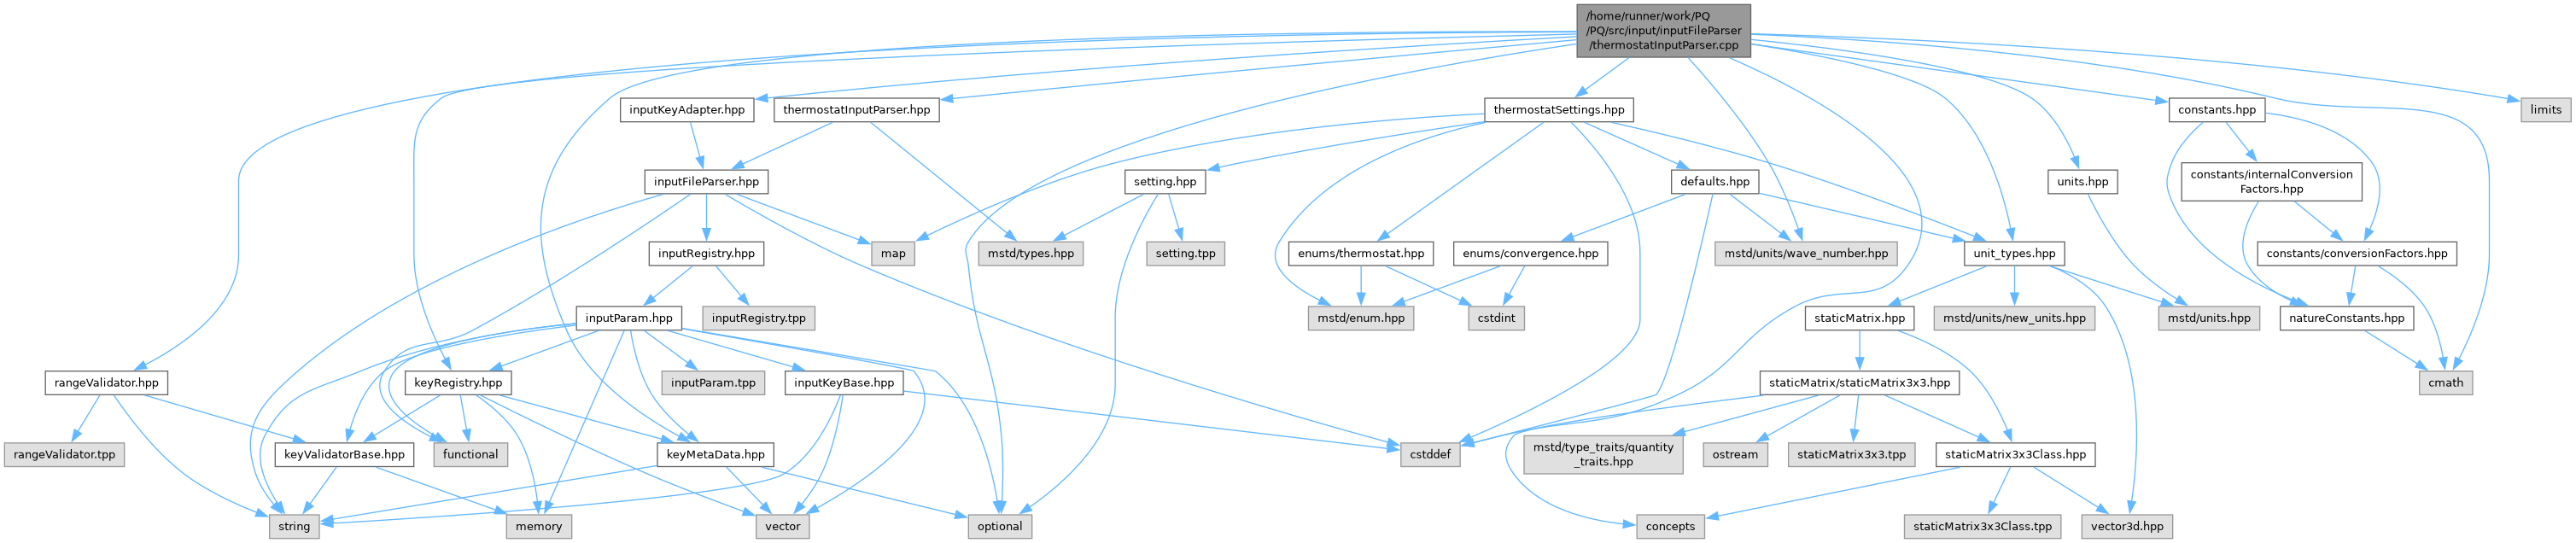 /home/runner/work/PQ
/PQ/src/input/inputFileParser
/thermostatInputParser.cpp
inputKeyAdapter.hpp
thermostatInputParser.hpp
thermostatSettings.hpp
constants.hpp
limits
inputFileParser.hpp
setting.hpp
defaults.hpp
units.hpp
constants/internalConversion
Factors.hpp
inputRegistry.hpp
map
mstd/types.hpp
setting.tpp
enums/thermostat.hpp
enums/convergence.hpp
mstd/units/wave_number.hpp
unit_types.hpp
constants/conversionFactors.hpp
inputParam.hpp
inputRegistry.tpp
mstd/enum.hpp
cstdint
staticMatrix.hpp
mstd/units/new_units.hpp
mstd/units.hpp
natureConstants.hpp
rangeValidator.hpp
keyRegistry.hpp
inputParam.tpp
inputKeyBase.hpp
staticMatrix/staticMatrix3x3.hpp
cmath
rangeValidator.tpp
keyValidatorBase.hpp
functional
keyMetaData.hpp
cstddef
mstd/type_traits/quantity
_traits.hpp
ostream
staticMatrix3x3.tpp
staticMatrix3x3Class.hpp
string
memory
vector
optional
concepts
staticMatrix3x3Class.tpp
vector3d.hpp